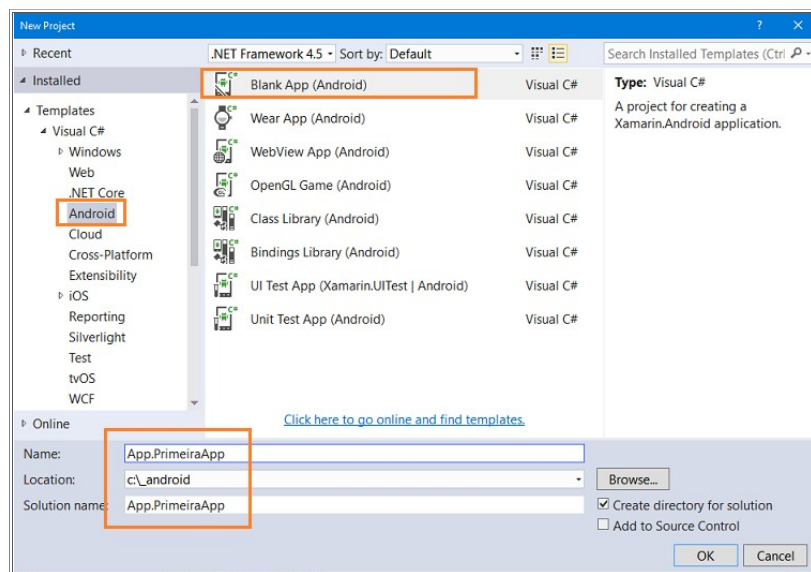 New Project
? X
Recent
.NET Framework 4.5 Sort by: Default
Search Installed Templates (Ctrl
Installed
Templates
Visual C#
Windows
Web
.NET Core
Android
Cloud
Cross-Platform
Extensibility
iOS
Reporting
Silverlight
Test
tvOS
WCF
Online
Blank App (Android) Visual C#
Wear App (Android) Visual C#
WebView App (Android) Visual C#
OpenGL Game (Android) Visual C#
Class Library (Android) Visual C#
Bindings Library (Android) Visual C#
UI Test App (Xamarin.UITest | Android) Visual C#
Unit Test App (Android) Visual C#
Click here to go online and find templates.
Type: Visual C#
A project for creating a
Xamarin.Android application.
Name: App.PrimeiraApp
Location: c:\_android
Browse...
Solution name: App.PrimeiraApp
Create directory for solution
Add to Source Control
OK Cancel